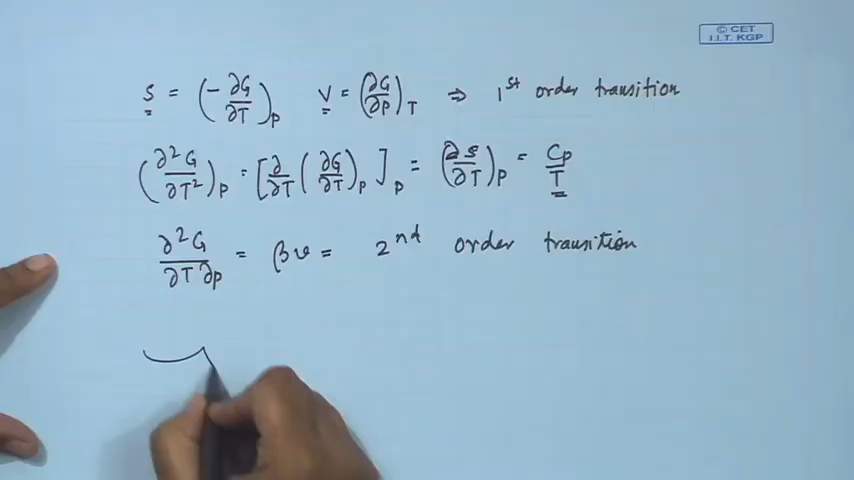 © CET
I.I.T. KGP
S = (-∂G/∂T)_P V = (∂G/∂P)_T ⇒ 1st order transition
(∂²G/∂T²)_P = [∂/∂T (∂G/∂T)_P]_P = (∂S/∂T)_P = Cp/T
∂²G/∂T∂P = βv = 2nd order transition